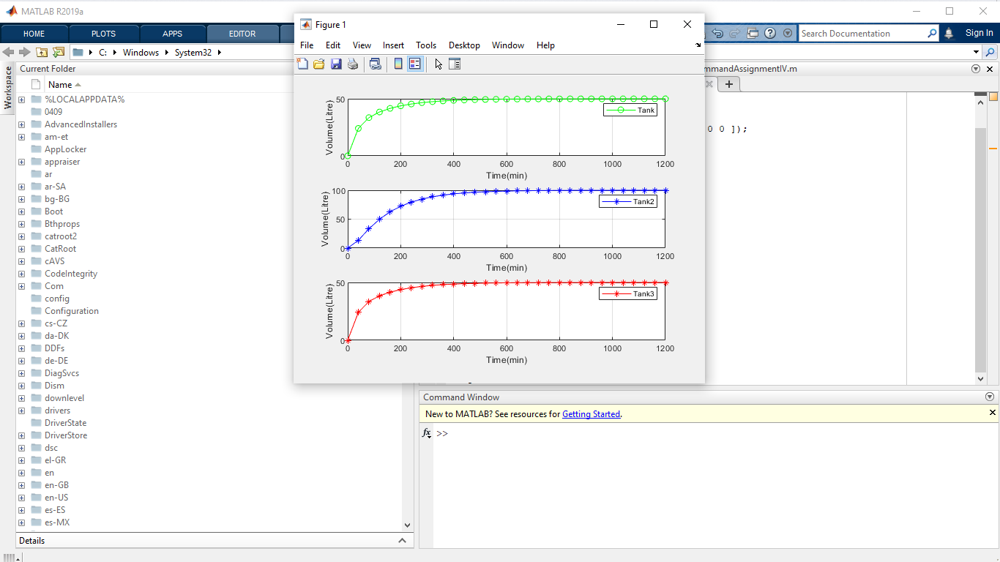 MATLAB R2019a
HOME PLOTS APPS EDITOR
Search Documentation
Sign In
C: Windows System32
Workspace
Current Folder
Name
%LOCALAPPDATA%
0409
AdvancedInstallers
am-et
AppLocker
appraiser
ar
ar-SA
bg-BG
Boot
Bthprops
catroot2
CatRoot
cAVS
CodeIntegrity
Com
config
Configuration
cs-CZ
da-DK
DDFs
de-DE
DiagSvcs
Dism
downlevel
drivers
DriverState
DriverStore
dsc
el-GR
en
en-GB
en-US
es-ES
es-MX
Details
Figure 1
File Edit View Insert Tools Desktop Window Help
Volume(Litre)
50
0
Tank
0 200 400 600 800 1000 1200
Time(min)
Volume(Litre)
100
50
0
Tank2
0 200 400 600 800 1000 1200
Time(min)
Volume(Litre)
50
0
Tank3
0 200 400 600 800 1000 1200
Time(min)
mmandAssignmentIV.m
0 0 ]);
Command Window
New to MATLAB? See resources for Getting Started.
fx >>